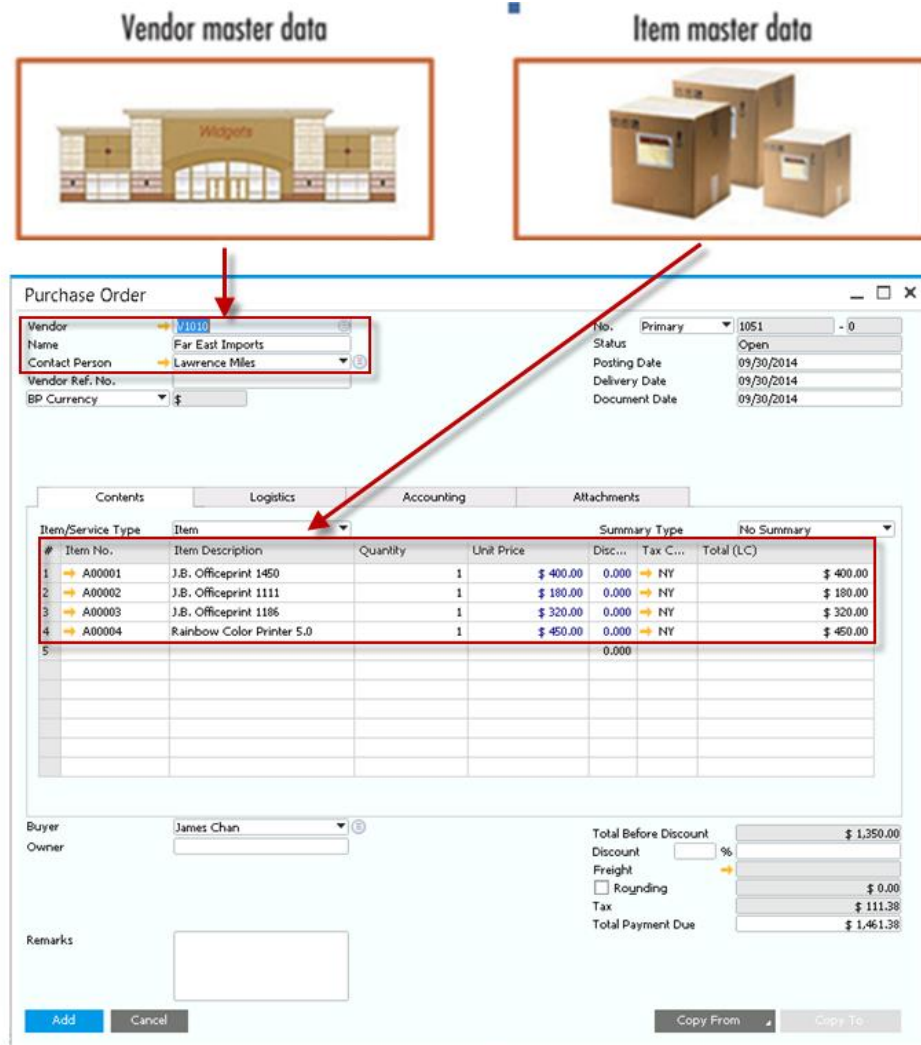 Vendor master data
Item master data
Widgets
Purchase Order
Vendor V1010
Name Far East Imports
Contact Person Lawrence Miles
Vendor Ref. No.
BP Currency $
No. Primary 1051 - 0
Status Open
Posting Date 09/30/2014
Delivery Date 09/30/2014
Document Date 09/30/2014
Contents Logistics Accounting Attachments
Item/Service Type Item Summary Type No Summary
# Item No. Item Description Quantity Unit Price Disc... Tax C... Total (LC)
1 A00001 J.B. Officeprint 1450 1 $ 400.00 0.000 NY $ 400.00
2 A00002 J.B. Officeprint 1111 1 $ 180.00 0.000 NY $ 180.00
3 A00003 J.B. Officeprint 1186 1 $ 320.00 0.000 NY $ 320.00
4 A00004 Rainbow Color Printer 5.0 1 $ 450.00 0.000 NY $ 450.00
5 0.000
Buyer James Chan
Owner
Remarks
Total Before Discount $ 1,350.00
Discount %
Freight
Rounding $ 0.00
Tax $ 111.38
Total Payment Due $ 1,461.38
Add Cancel Copy From Copy To